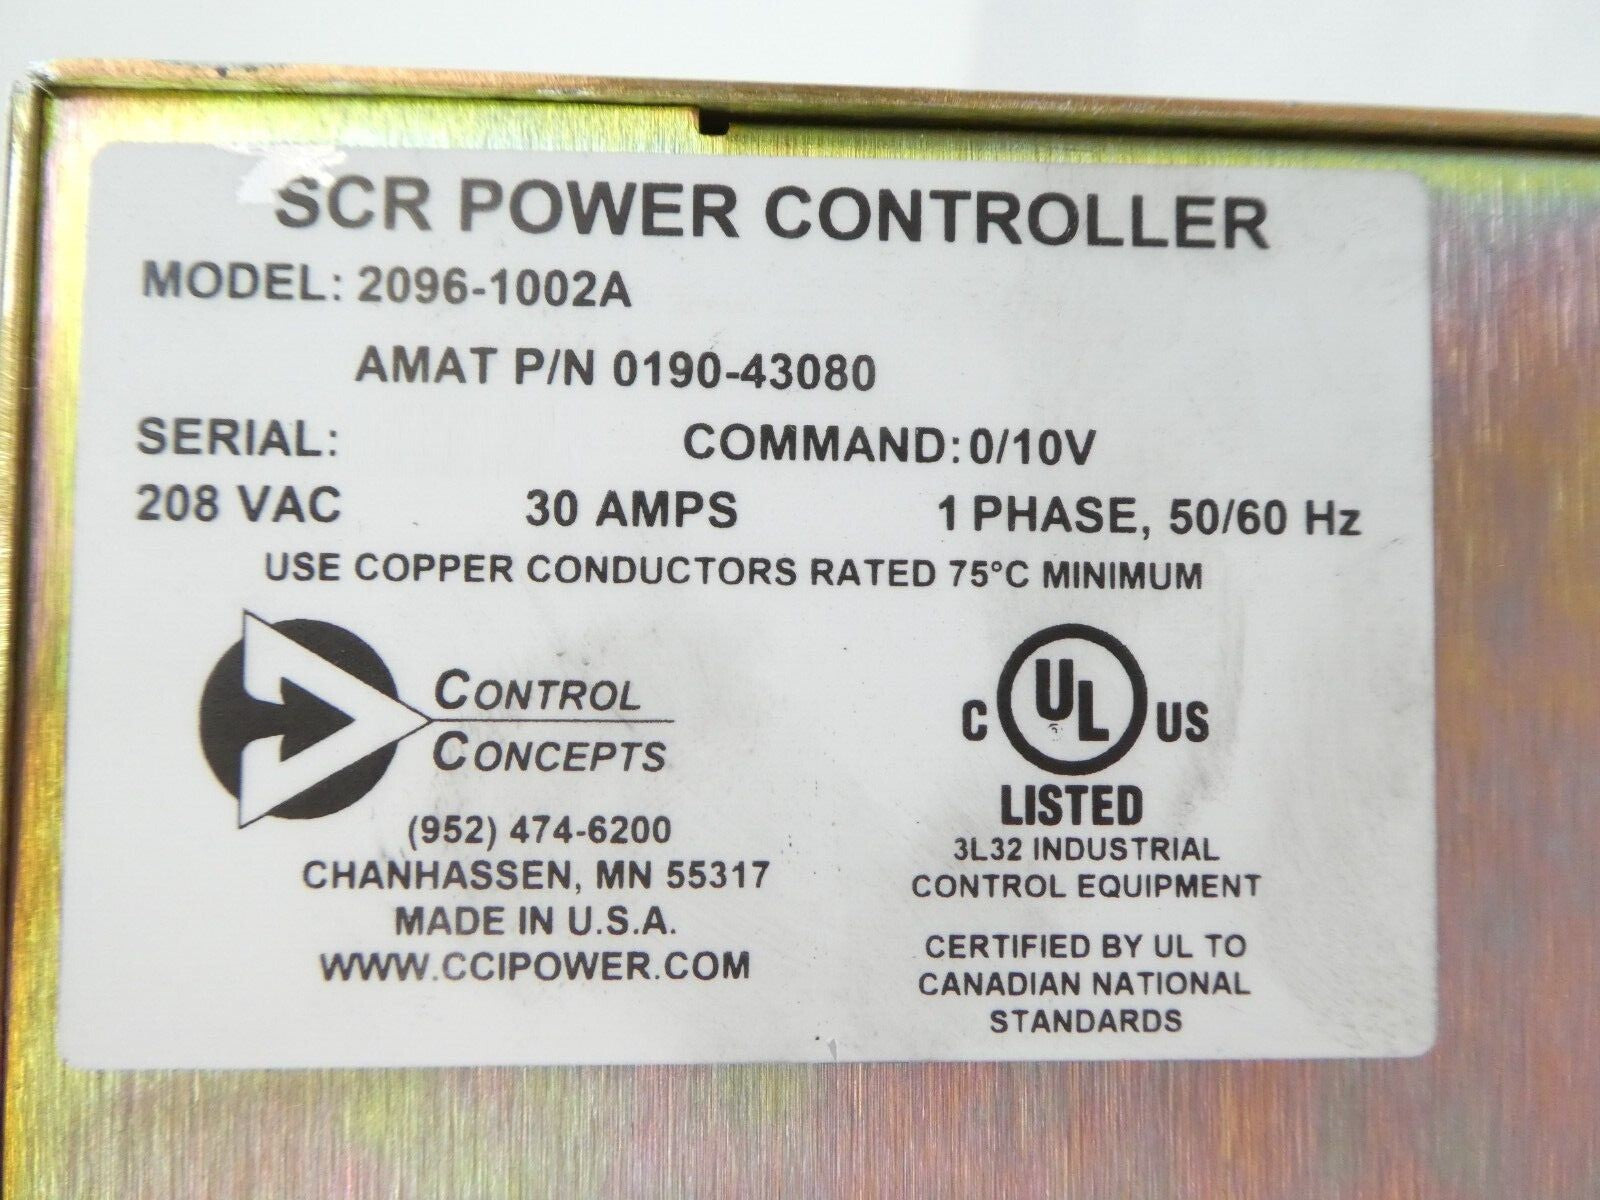 SCR POWER CONTROLLER
MODEL: 2096-1002A
AMAT P/N 0190-43080
SERIAL: COMMAND: 0/10V
208 VAC 30 AMPS 1 PHASE, 50/60 Hz
USE COPPER CONDUCTORS RATED 75°C MINIMUM
CONTROL
CONCEPTS
(952) 474-6200
CHANHASSEN, MN 55317
MADE IN U.S.A.
WWW.CCIPOWER.COM
C UL US
LISTED
3L32 INDUSTRIAL
CONTROL EQUIPMENT
CERTIFIED BY UL TO
CANADIAN NATIONAL
STANDARDS